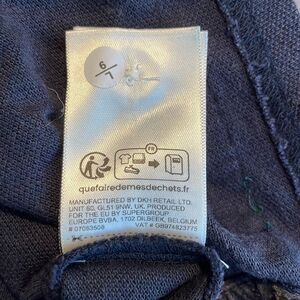 6/7
FR
quefairedemesdechets.fr
MANUFACTURED BY DKH RETAIL LTD.
UNIT 60, GL51 9NW, UK. PRODUCED
FOR THE EU BY SUPERGROUP
EUROPE BVBA, 1702 DILBEEK, BELGIUM.
# 07063508 VAT # GB974823775